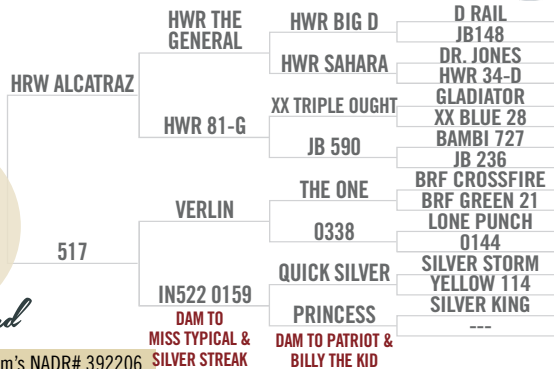 HRW ALCATRAZ
517
HWR THE
GENERAL
HWR 81-G
VERLIN
IN522 0159
DAM TO
MISS TYPICAL &
SILVER STREAK
HWR BIG D
HWR SAHARA
XX TRIPLE OUGHT
JB 590
THE ONE
0338
QUICK SILVER
PRINCESS
DAM TO PATRIOT &
BILLY THE KID
D RAIL
JB148
DR. JONES
HWR 34-D
GLADIATOR
XX BLUE 28
BAMBI 727
JB 236
BRF CROSSFIRE
BRF GREEN 21
LONE PUNCH
0144
SILVER STORM
YELLOW 114
SILVER KING
---
m's NADR# 392206